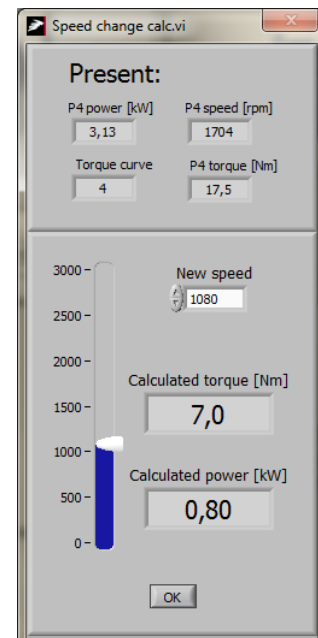 Speed change calc.vi
Present:
P4 power [kW] P4 speed [rpm]
3,13 1704
Torque curve P4 torque [Nm]
4 17,5
3000
New speed
1080
2500
2000
Calculated torque [Nm]
1500
7,0
1000
Calculated power [kW]
500
0,80
0
OK